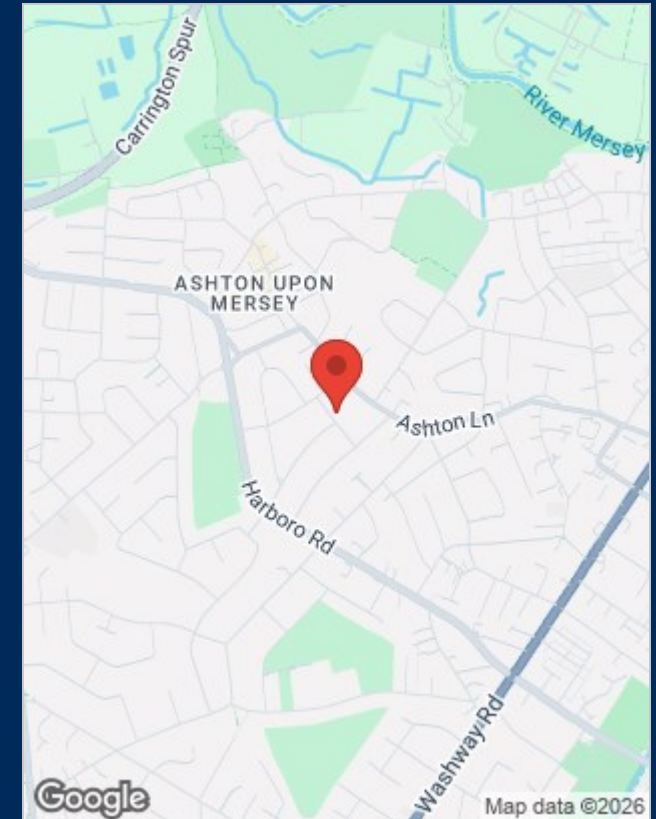 Carrington Spur
River Mersey
ASHTON UPON
MERSEY
Ashton Ln
Harboro Rd
Washway Rd
Google
Map data ©2026